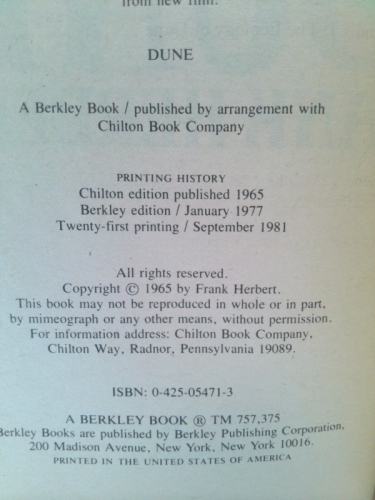 from new film.
DUNE
A Berkley Book / published by arrangement with
Chilton Book Company
PRINTING HISTORY
Chilton edition published 1965
Berkley edition / January 1977
Twenty-first printing / September 1981
All rights reserved.
Copyright © 1965 by Frank Herbert.
This book may not be reproduced in whole or in part,
by mimeograph or any other means, without permission.
For information address: Chilton Book Company,
Chilton Way, Radnor, Pennsylvania 19089.
ISBN: 0-425-05471-3
A BERKLEY BOOK ® TM 757,375
Berkley Books are published by Berkley Publishing Corporation,
200 Madison Avenue, New York, New York 10016.
PRINTED IN THE UNITED STATES OF AMERICA